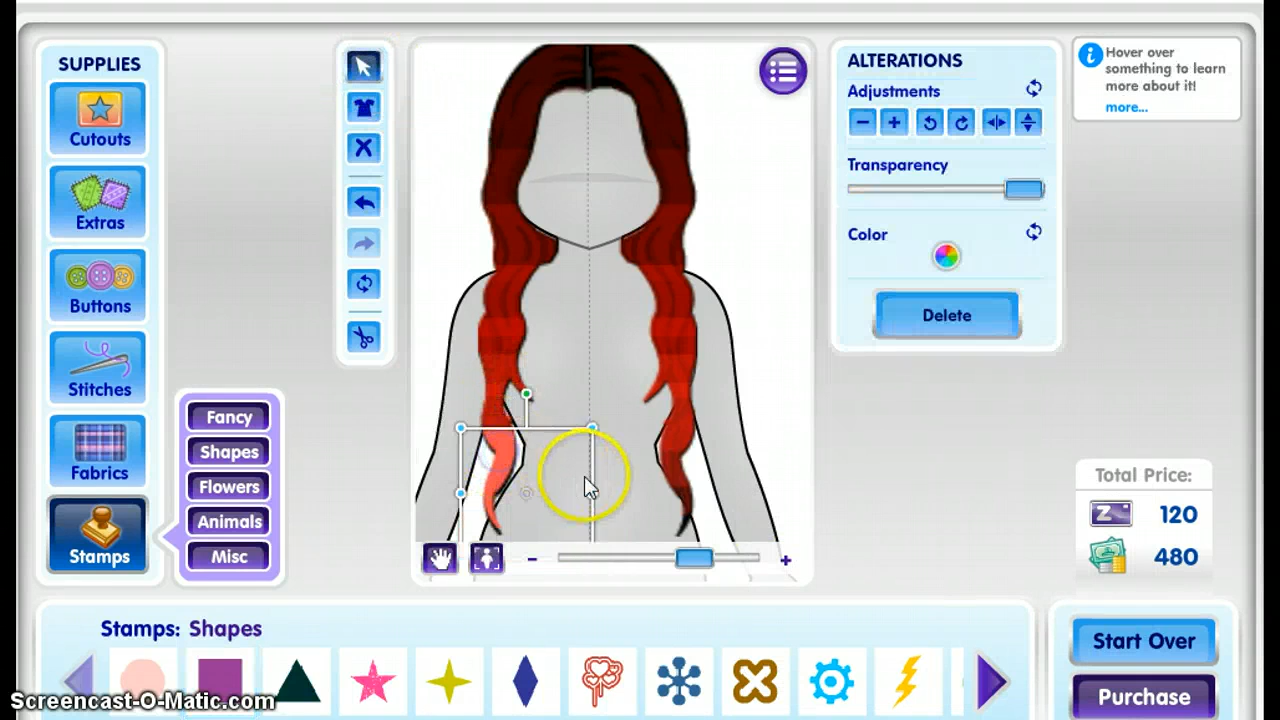 SUPPLIES
Cutouts
Extras
Buttons
Stitches
Fabrics
Stamps
Fancy
Shapes
Flowers
Animals
Misc
ALTERATIONS
Adjustments
Transparency
Color
Delete
Hover over
something to learn
more about it!
more...
Total Price:
Z 120
480
Stamps: Shapes
Start Over
Purchase
Screencast-O-Matic.com